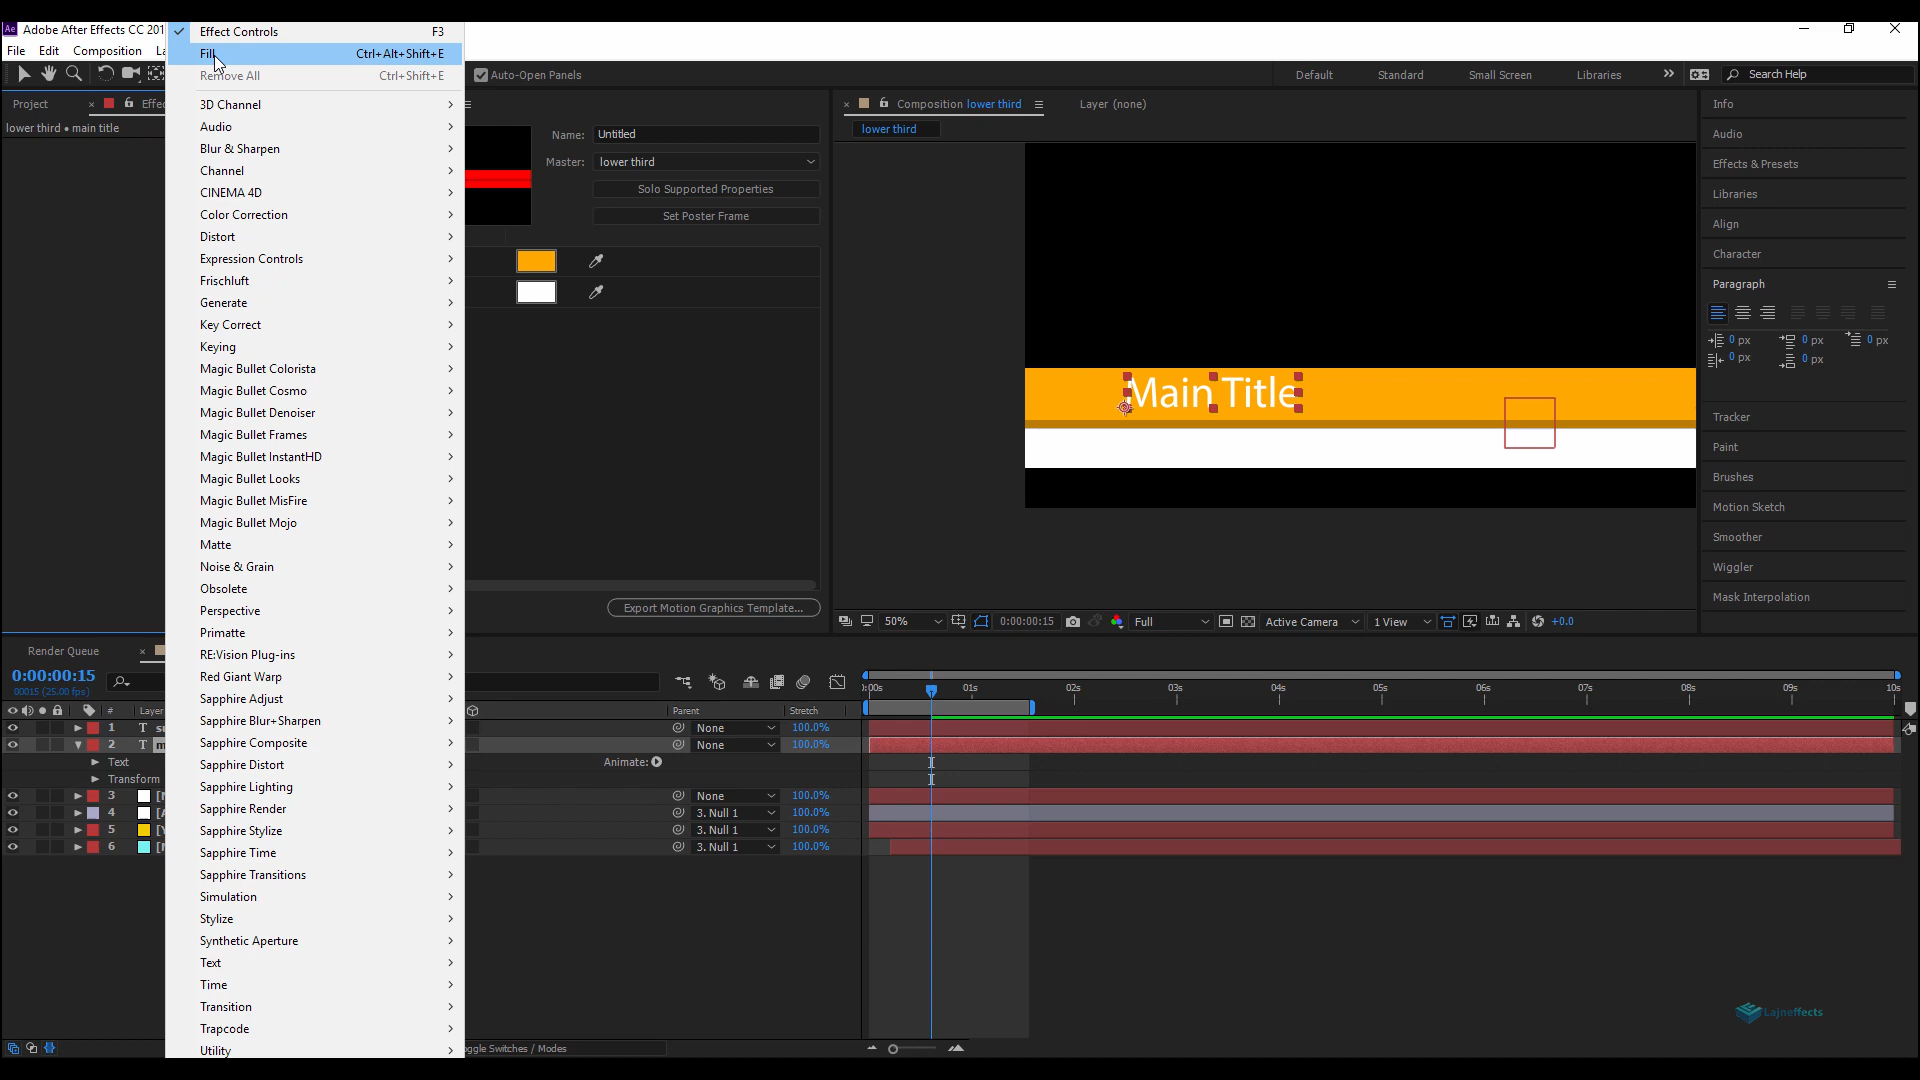 Ae Adobe After Effects CC 201
File Edit Composition La
Effect Controls F3
Fill Ctrl+Alt+Shift+E
Remove All Ctrl+Shift+E
3D Channel
Audio
Blur & Sharpen
Channel
CINEMA 4D
Color Correction
Distort
Expression Controls
Frischluft
Generate
Key Correct
Keying
Magic Bullet Colorista
Magic Bullet Cosmo
Magic Bullet Denoiser
Magic Bullet Frames
Magic Bullet InstantHD
Magic Bullet Looks
Magic Bullet MisFire
Magic Bullet Mojo
Matte
Noise & Grain
Obsolete
Perspective
Primatte
RE:Vision Plug-ins
Red Giant Warp
Sapphire Adjust
Sapphire Blur+Sharpen
Sapphire Composite
Sapphire Distort
Sapphire Lighting
Sapphire Render
Sapphire Stylize
Sapphire Time
Sapphire Transitions
Simulation
Stylize
Synthetic Aperture
Text
Time
Transition
Trapcode
Utility
Auto-Open Panels
Default Standard Small Screen Libraries Search Help
Project Effec
lower third • main title
Name: Untitled
Master: lower third
Solo Supported Properties
Set Poster Frame
Export Motion Graphics Template...
Composition lower third Layer (none)
lower third
Main Title
50% 0:00:00:15 Full Active Camera 1 View +0.0
Info
Audio
Effects & Presets
Libraries
Align
Character
Paragraph
0 px 0 px 0 px
0 px 0 px
Tracker
Paint
Brushes
Motion Sketch
Smoother
Wiggler
Mask Interpolation
Render Queue
0:00:00:15
00015 (25.00 fps)
# Layer Parent Stretch
:00s 01s 02s 03s 04s 05s 06s 07s 08s 09s 10s
1 T s None 100.0%
2 T m None 100.0%
Text Animate:
Transform
3 [ None 100.0%
4 [A 3. Null 1 100.0%
5 [Y 3. Null 1 100.0%
6 [ 3. Null 1 100.0%
oggle Switches / Modes
Lajneffects